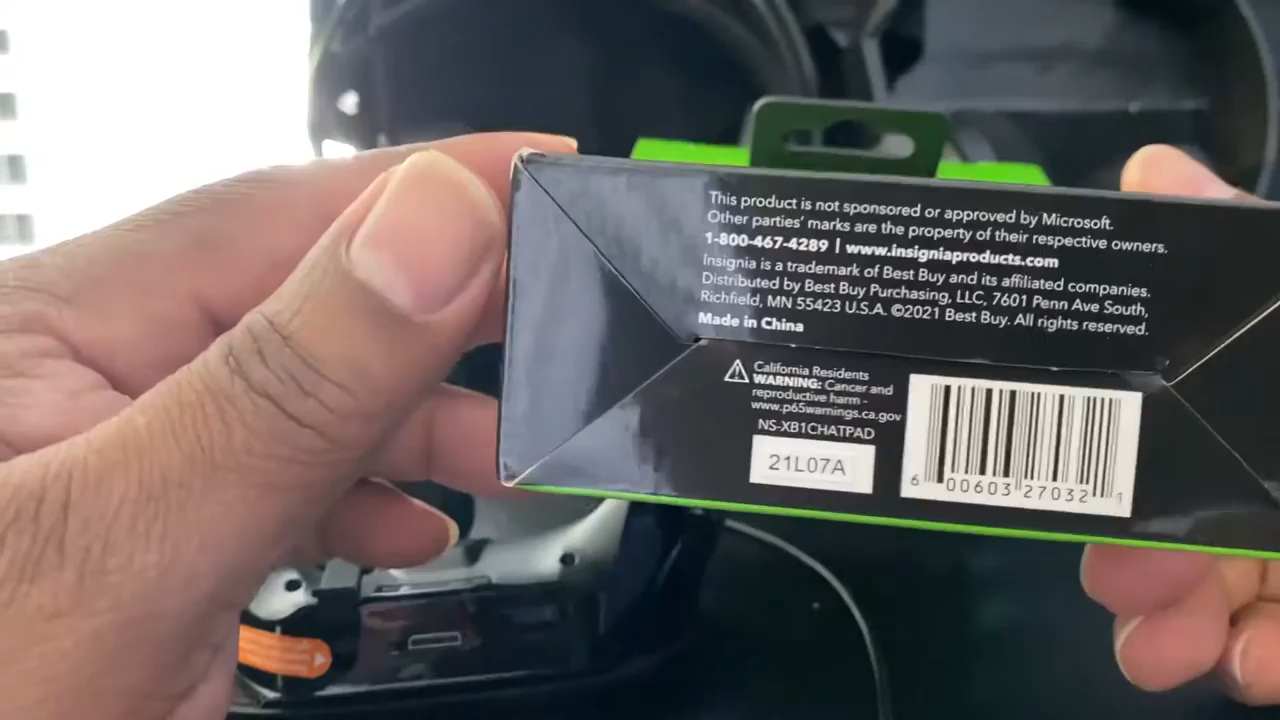 This product is not sponsored or approved by Microsoft.
Other parties' marks are the property of their respective owners.
1-800-467-4289 | www.insigniaproducts.com
Insignia is a trademark of Best Buy and its affiliated companies.
Distributed by Best Buy Purchasing, LLC, 7601 Penn Ave South,
Richfield, MN 55423 U.S.A. ©2021 Best Buy. All rights reserved.
Made in China
California Residents
WARNING: Cancer and
reproductive harm -
www.p65warnings.ca.gov
NS-XB1CHATPAD
21L07A
6 00603 27032 1